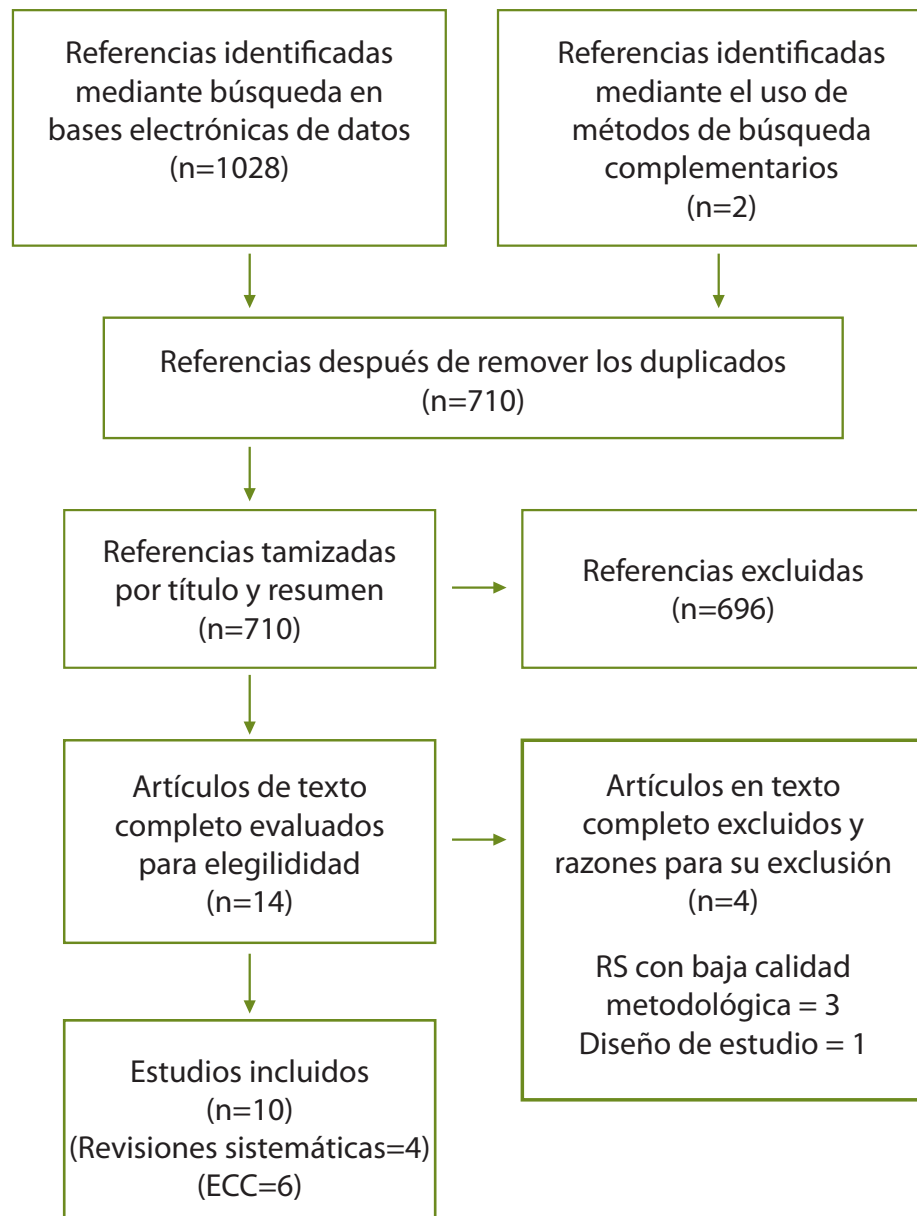 Referencias identificadas
mediante búsqueda en
bases electrónicas de datos
(n=1028)
Referencias identificadas
mediante el uso de
métodos de búsqueda
complementarios
(n=2)
Referencias después de remover los duplicados
(n=710)
Referencias tamizadas
por título y resumen
(n=710)
Referencias excluidas
(n=696)
Artículos de texto
completo evaluados
para elegilididad
(n=14)
Artículos en texto
completo excluidos y
razones para su exclusión
(n=4)
RS con baja calidad
metodológica = 3
Diseño de estudio = 1
Estudios incluidos
(n=10)
(Revisiones sistemáticas=4)
(ECC=6)